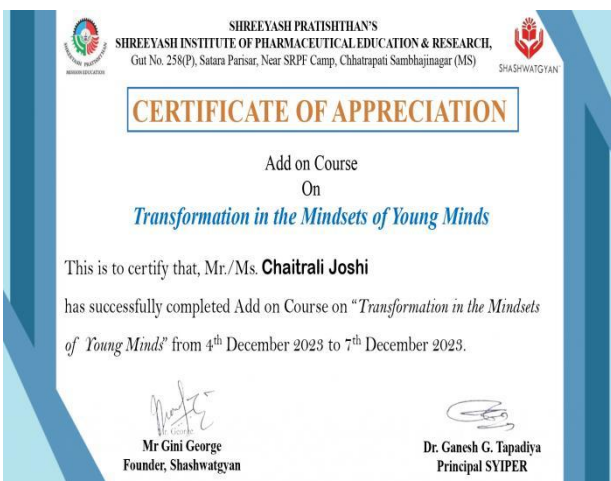 SHREEYASH PRATISHTHAN'S
SHREEYASH INSTITUTE OF PHARMACEUTICAL EDUCATION & RESEARCH,
Gut No. 258(P), Satara Parisar, Near SRPF Camp, Chhatrapati Sambhajinagar (MS)
SHASHWATGYAN
CERTIFICATE OF APPRECIATION
Add on Course
On
Transformation in the Mindsets of Young Minds
This is to certify that, Mr./Ms. Chaitrali Joshi
has successfully completed Add on Course on “Transformation in the Mindsets
of Young Minds” from 4th December 2023 to 7th December 2023.
Mr Gini George
Founder, Shashwatgyan
Dr. Ganesh G. Tapadiya
Principal SYIPER